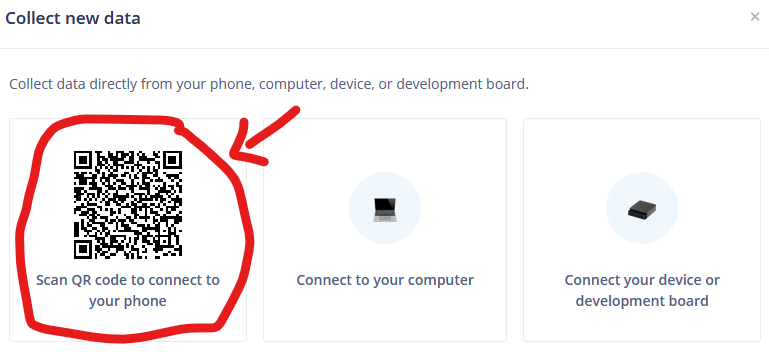 Collect new data
×
Collect data directly from your phone, computer, device, or development board.
Scan QR code to connect to
your phone
Connect to your computer
Connect your device or
development board